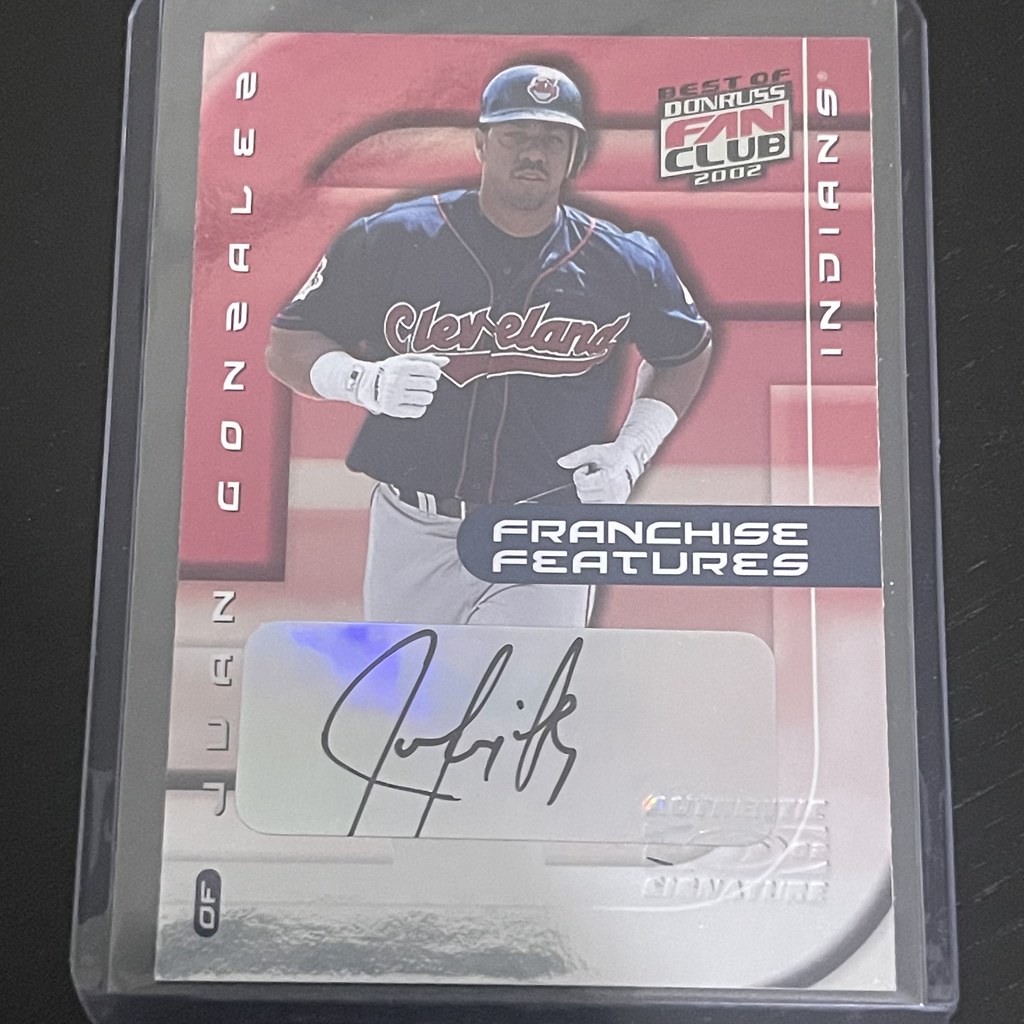 BEST OF
DONRUSS
FAN
CLUB
2002
JUAN GONZALEZ
INDIANS
Cleveland
FRANCHISE
FEATURES
AUTHENTIC
SIGNATURE
OF